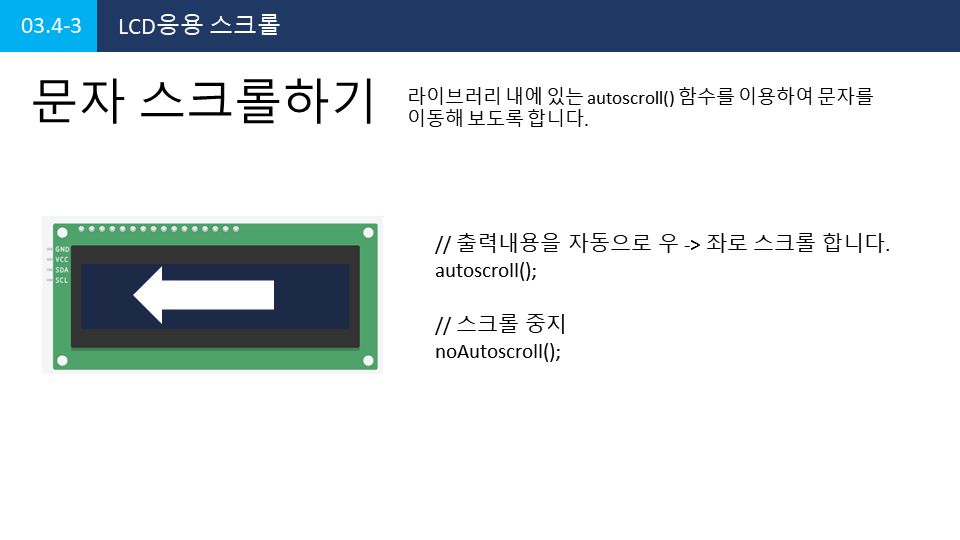 03.4-3
LCD응용 스크롤
문자 스크롤하기
라이브러리 내에 있는 autoscroll() 함수를 이용하여 문자를
이동해 보도록 합니다.
GND
VCC
SDA
SCL
// 출력내용을 자동으로 우 -> 좌로 스크롤 합니다.
autoscroll();
// 스크롤 중지
noAutoscroll();